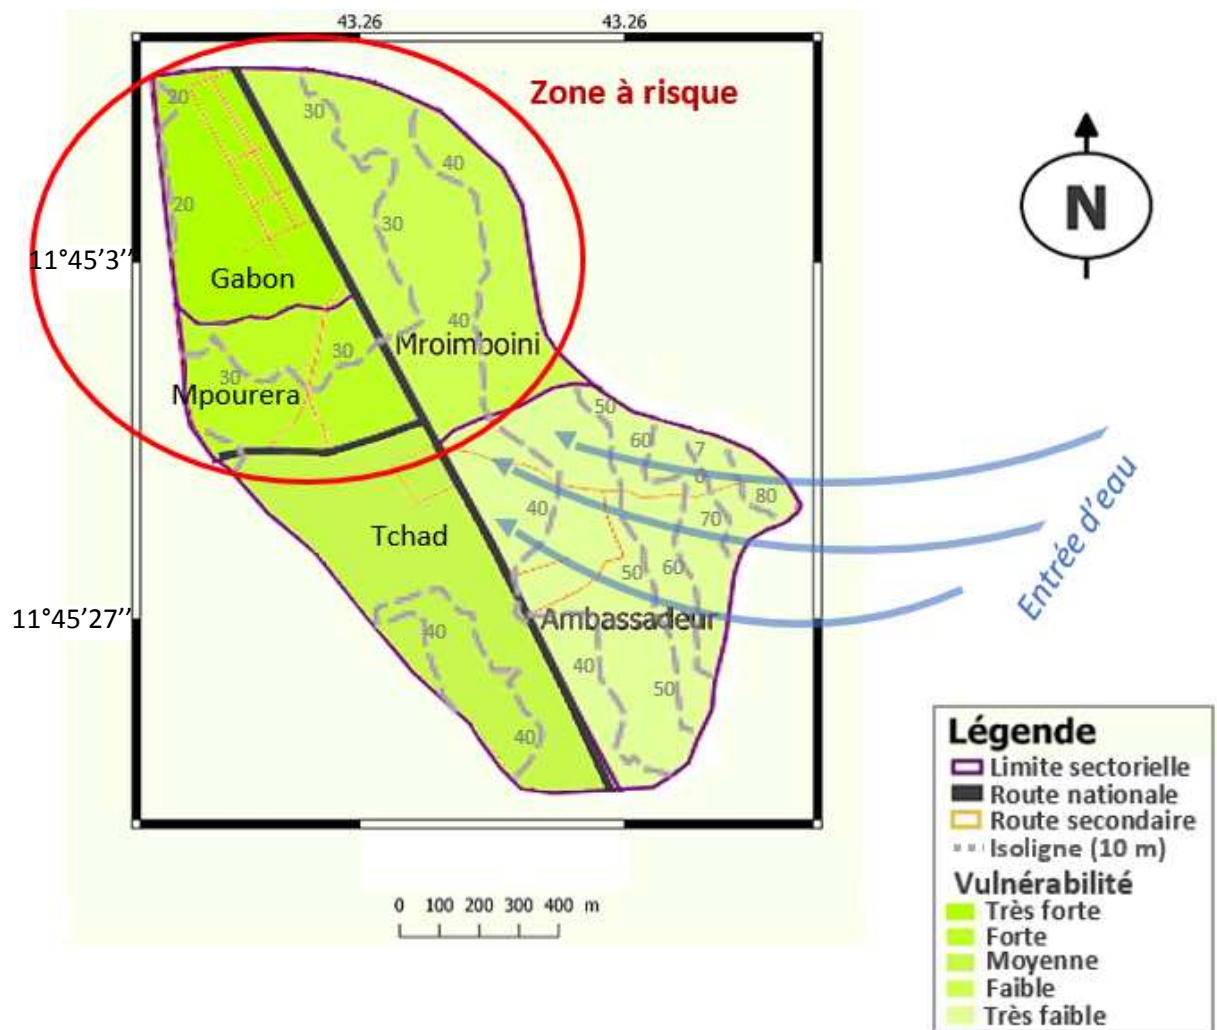 43.26 43.26
Zone à risque
20
30
40
20
30
11°45’3’’
Gabon
40
30
Mroimboini
30
Mpourera
50
60
7
0
80
40
70
Tchad
50
60
11°45’27’’
Ambassadeur
40
40
50
40
N
Entrée d’eau
0 100 200 300 400 m
Légende
Limite sectorielle
Route nationale
Route secondaire
Isoligne (10 m)
Vulnérabilité
Très forte
Forte
Moyenne
Faible
Très faible